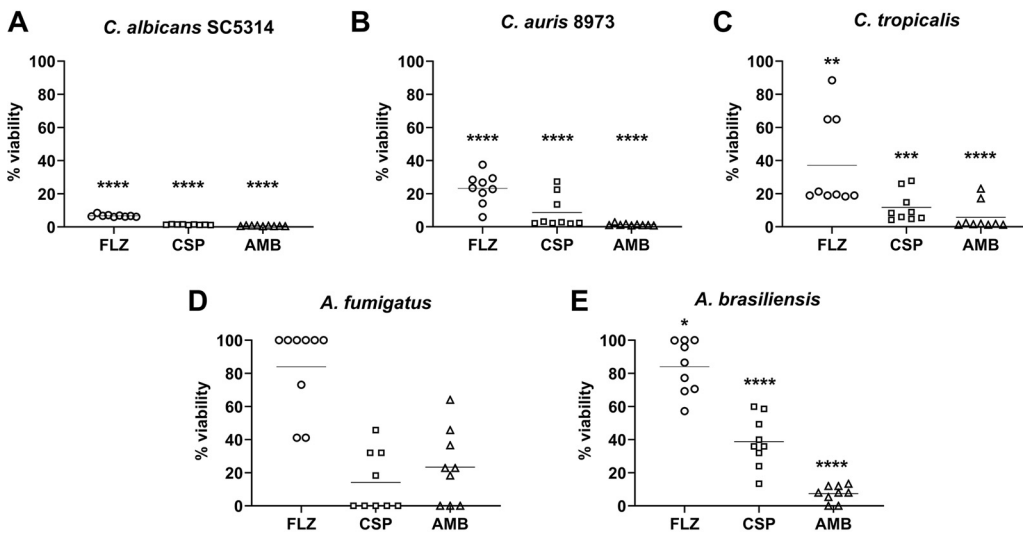 A
C. albicans SC5314
% viability
100
80
60
40
20
0
**** **** ****
FLZ CSP AMB
B
C. auris 8973
% viability
100
80
60
40
20
0
**** **** ****
FLZ CSP AMB
C
C. tropicalis
% viability
100
80
60
40
20
0
** *** ****
FLZ CSP AMB
D
A. fumigatus
% viability
100
80
60
40
20
0
FLZ CSP AMB
E
A. brasiliensis
% viability
100
80
60
40
20
0
* **** ****
FLZ CSP AMB